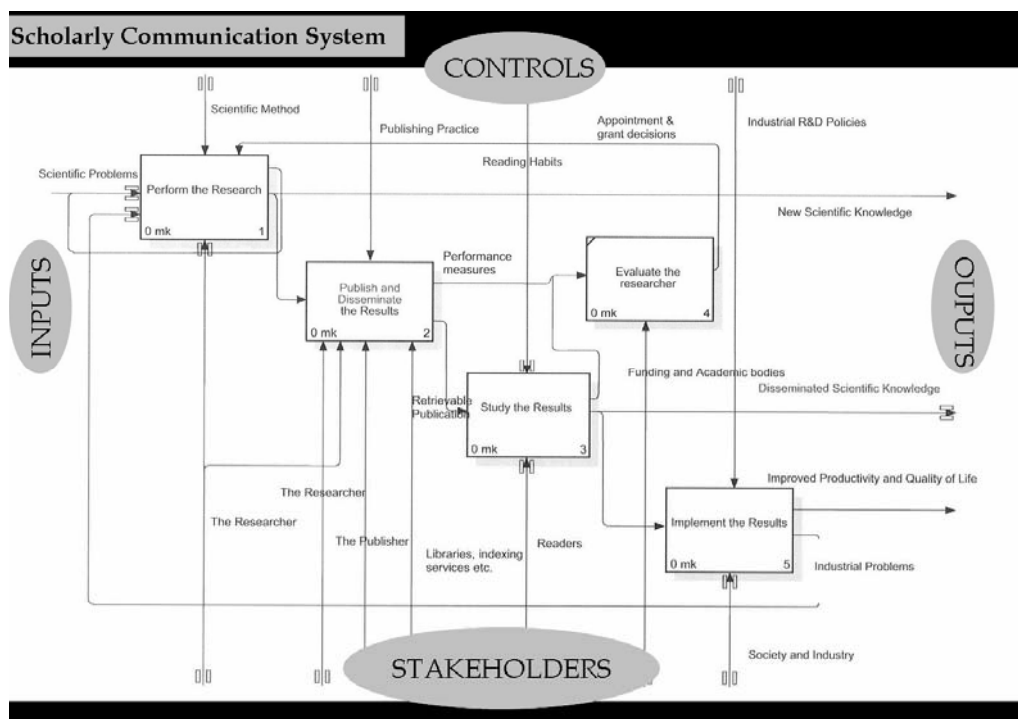 Scholarly Communication System
CONTROLS
Scientific Method
Publishing Practice
Appointment &
grant decisions
Industrial R&D Policies
Reading Habits
Scientific Problems
Perform the Research
0 mk 1
New Scientific Knowledge
INPUTS
Performance
measures
Publish and
Disseminate
the Results
0 mk 2
Evaluate the
researcher
0 mk 4
OUPUTS
Funding and Academic bodies
Disseminated Scientific Knowledge
Retrievable
Publication
Study the Results
0 mk 3
Improved Productivity and Quality of Life
The Researcher
The Researcher
The Publisher
Libraries, indexing
services etc.
Readers
Implement the Results
0 mk 5
Industrial Problems
STAKEHOLDERS
Society and Industry